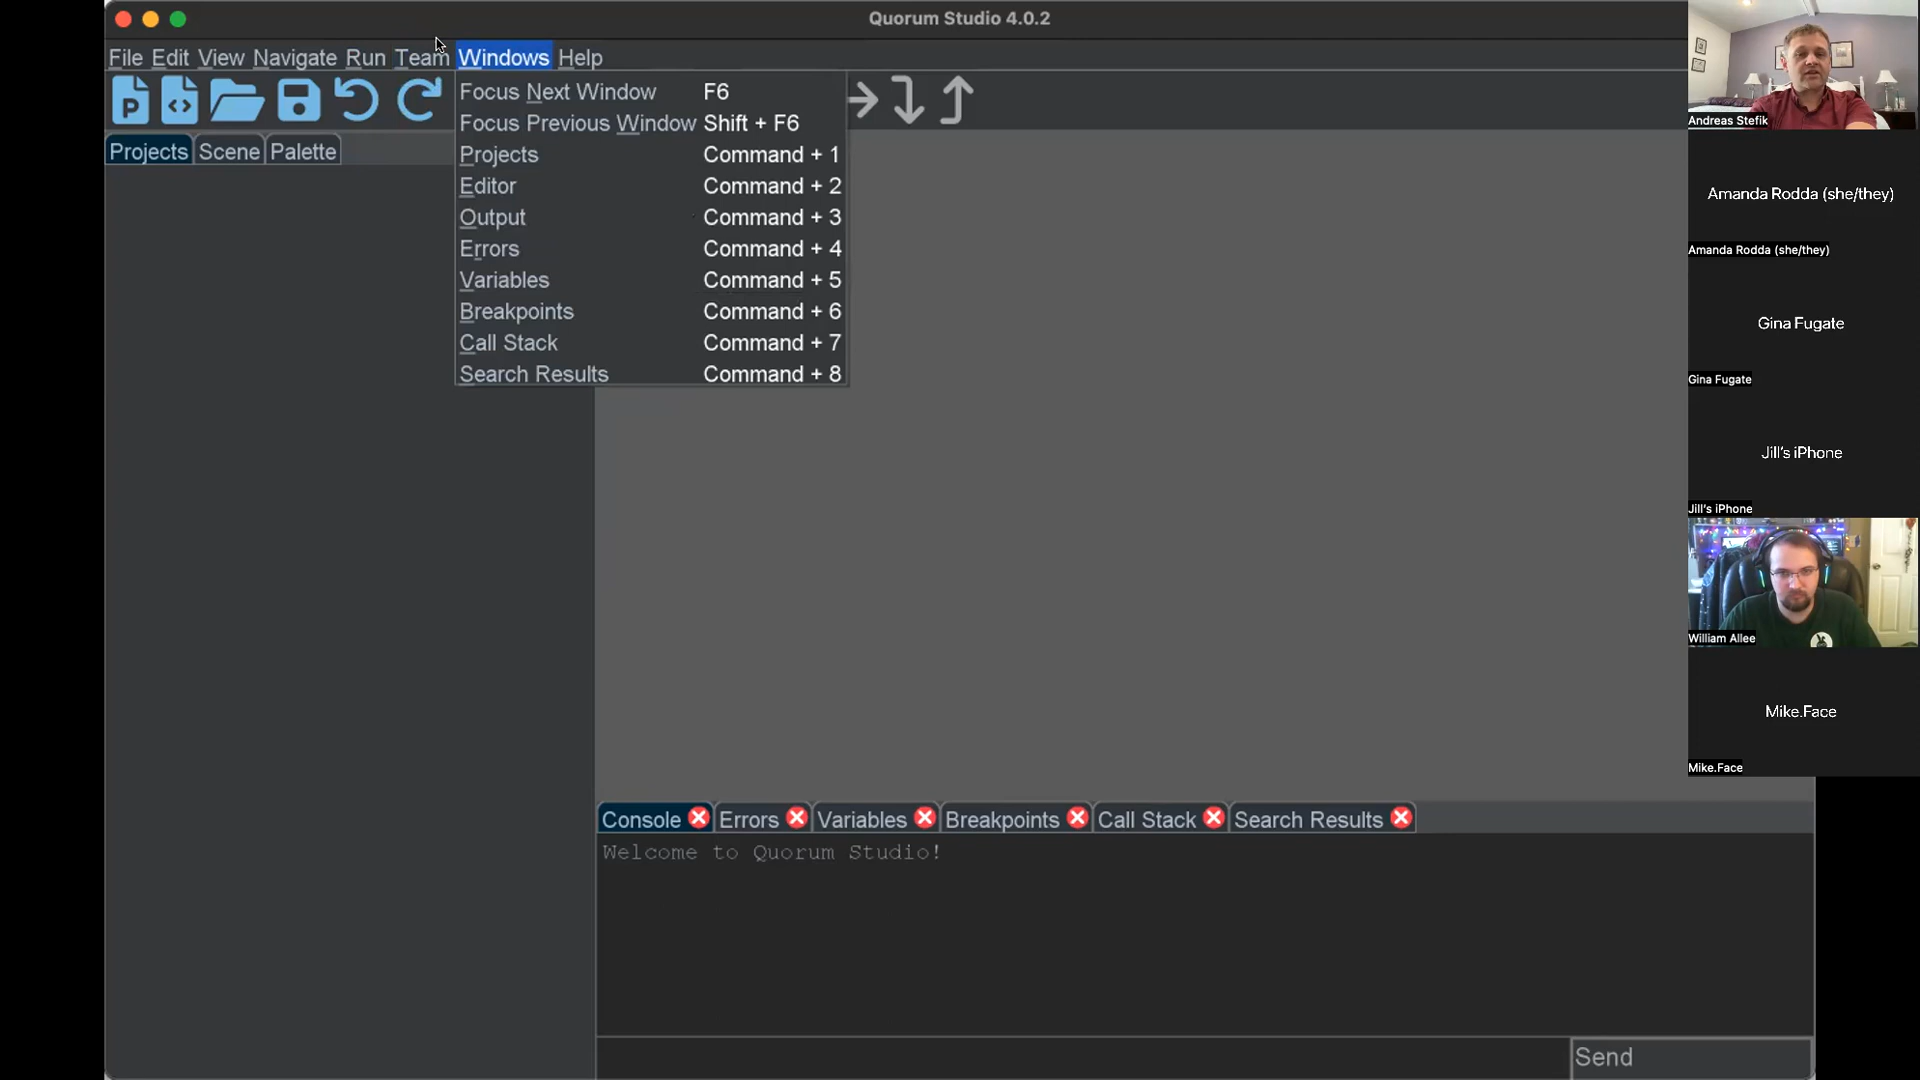 Quorum Studio 4.0.2
File Edit View Navigate Run Team Windows Help
Focus Next Window F6
Focus Previous Window Shift + F6
Projects Command + 1
Editor Command + 2
Output Command + 3
Errors Command + 4
Variables Command + 5
Breakpoints Command + 6
Call Stack Command + 7
Search Results Command + 8
P
Projects Scene Palette
Console Errors Variables Breakpoints Call Stack Search Results
Welcome to Quorum Studio!
Send
Andreas Stefik
Amanda Rodda (she/they)
Amanda Rodda (she/they)
Gina Fugate
Gina Fugate
Jill's iPhone
Jill's iPhone
William Allee
Mike.Face
Mike.Face